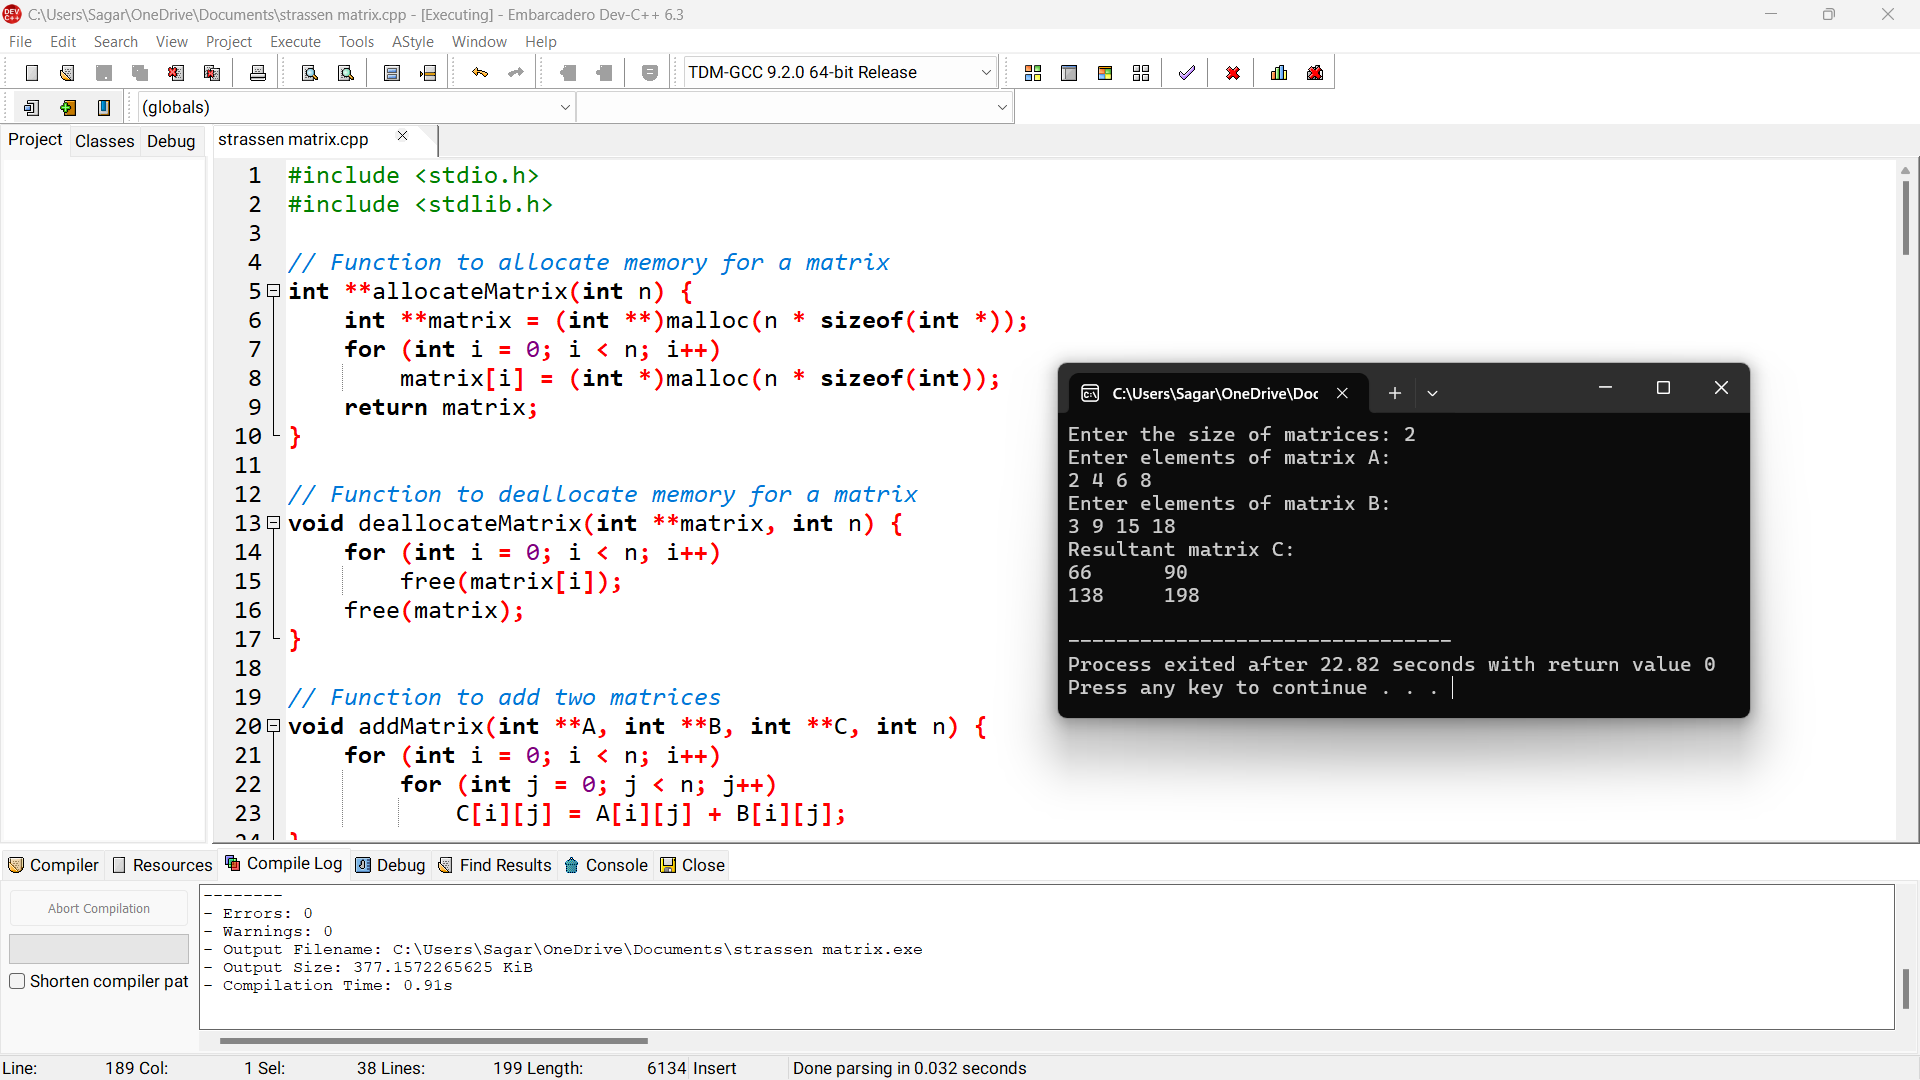 C:\Users\Sagar\OneDrive\Documents\strassen matrix.cpp - [Executing] - Embarcadero Dev-C++ 6.3
File Edit Search View Project Execute Tools AStyle Window Help
TDM-GCC 9.2.0 64-bit Release
(globals)
Project Classes Debug
strassen matrix.cpp
1 #include <stdio.h>
2 #include <stdlib.h>
3
4 // Function to allocate memory for a matrix
5 int **allocateMatrix(int n) {
6 int **matrix = (int **)malloc(n * sizeof(int *));
7 for (int i = 0; i < n; i++)
8 matrix[i] = (int *)malloc(n * sizeof(int));
9 return matrix;
10 }
11
12 // Function to deallocate memory for a matrix
13 void deallocateMatrix(int **matrix, int n) {
14 for (int i = 0; i < n; i++)
15 free(matrix[i]);
16 free(matrix);
17 }
18
19 // Function to add two matrices
20 void addMatrix(int **A, int **B, int **C, int n) {
21 for (int i = 0; i < n; i++)
22 for (int j = 0; j < n; j++)
23 C[i][j] = A[i][j] + B[i][j];
24 }
C:\Users\Sagar\OneDrive\Doc
Enter the size of matrices: 2
Enter elements of matrix A:
2 4 6 8
Enter elements of matrix B:
3 9 15 18
Resultant matrix C:
66 90
138 198
--------------------------------
Process exited after 22.82 seconds with return value 0
Press any key to continue . . .
Compiler Resources Compile Log Debug Find Results Console Close
Abort Compilation
Shorten compiler pat
--------
- Errors: 0
- Warnings: 0
- Output Filename: C:\Users\Sagar\OneDrive\Documents\strassen matrix.exe
- Output Size: 377.1572265625 KiB
- Compilation Time: 0.91s
Line: 189 Col: 1 Sel: 38 Lines: 199 Length: 6134 Insert Done parsing in 0.032 seconds